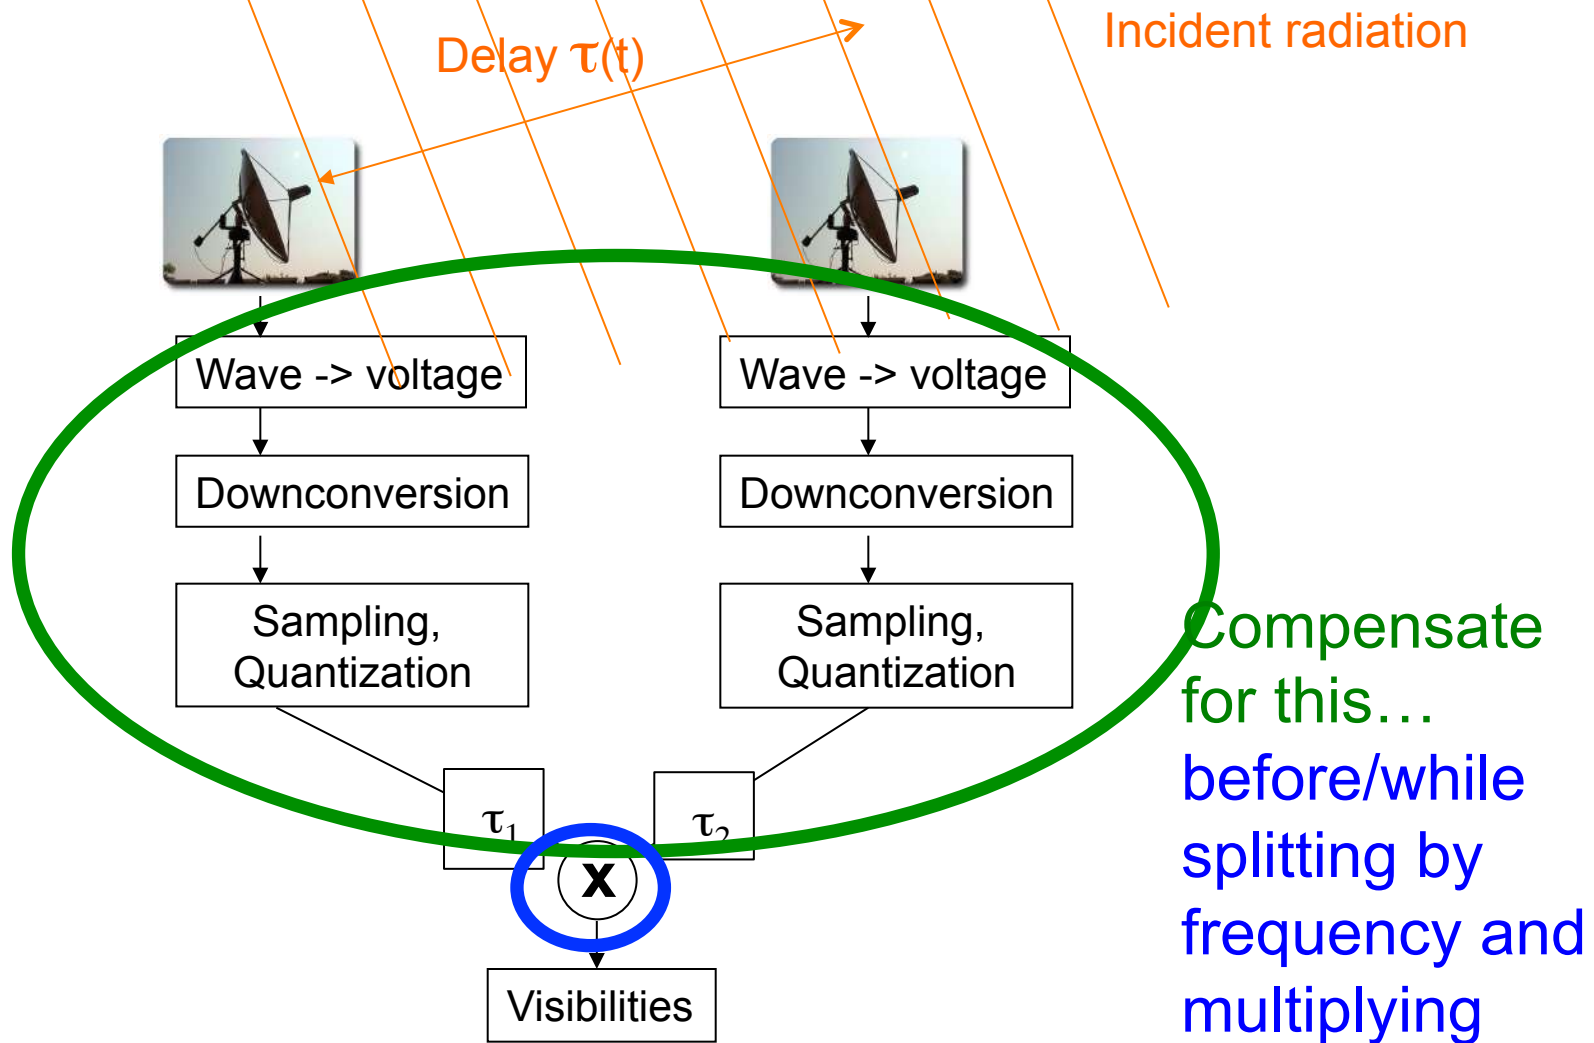 Incident radiation
Delay τ(t)
Wave -> voltage
Wave -> voltage
Downconversion
Downconversion
Sampling,
Quantization
Sampling,
Quantization
τ₁
τ₂
x
Visibilities
Compensate
for this…
before/while
splitting by
frequency and
multiplying